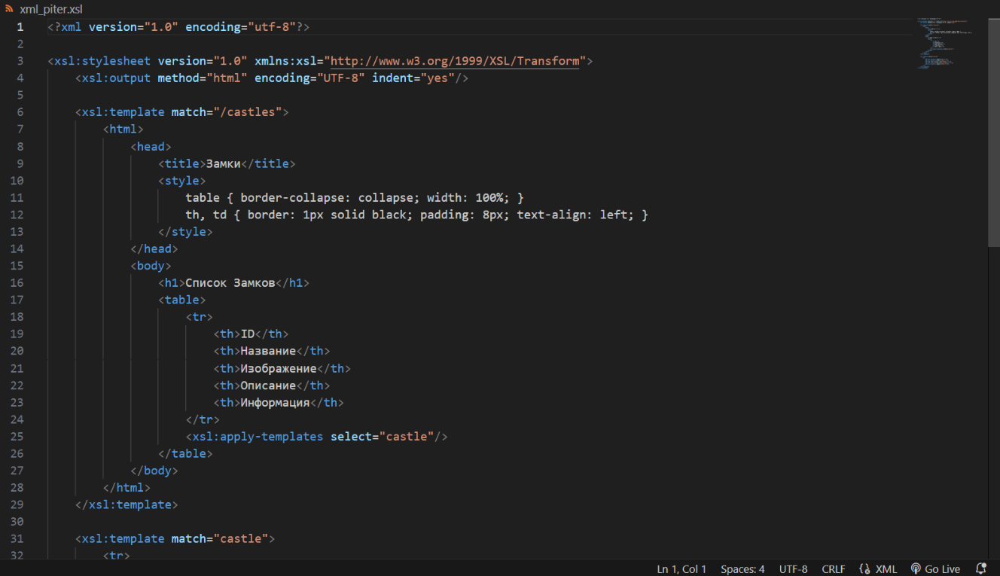 xml_piter.xsl
1 <?xml version="1.0" encoding="utf-8"?>
2
3 <xsl:stylesheet version="1.0" xmlns:xsl="http://www.w3.org/1999/XSL/Transform">
4 <xsl:output method="html" encoding="UTF-8" indent="yes"/>
5
6 <xsl:template match="/castles">
7 <html>
8 <head>
9 <title>Замки</title>
10 <style>
11 table { border-collapse: collapse; width: 100%; }
12 th, td { border: 1px solid black; padding: 8px; text-align: left; }
13 </style>
14 </head>
15 <body>
16 <h1>Список Замков</h1>
17 <table>
18 <tr>
19 <th>ID</th>
20 <th>Название</th>
21 <th>Изображение</th>
22 <th>Описание</th>
23 <th>Информация</th>
24 </tr>
25 <xsl:apply-templates select="castle"/>
26 </table>
27 </body>
28 </html>
29 </xsl:template>
30
31 <xsl:template match="castle">
32 <tr>
Ln 1, Col 1 Spaces: 4 UTF-8 CRLF XML Go Live